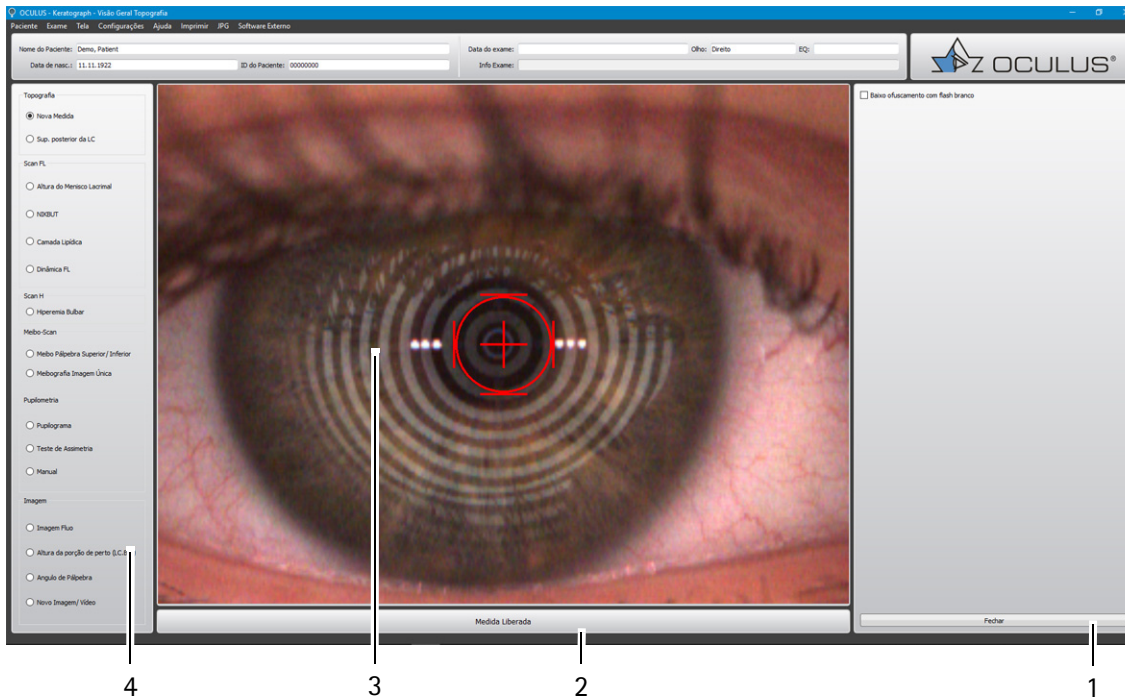 OCULUS - Keratograph - Visão Geral Topografia
Paciente Exame Tela Configurações Ajuda Imprimir JPG Software Externo
Nome do Paciente: Demo, Patient
Data de nasc.: 11.11.1922 ID do Paciente: 00000000
Data do exame: Olho: Direito EQ:
Info Exame:
OCULUS®
Topografia
Nova Medida
Sup. posterior da LC
Scan FL
Altura do Menisco Lacrimal
NIXBUT
Camada Lipídica
Dinâmica FL
Scan H
Hiperemia Bulbar
Meibo-Scan
Meibo Pálpebra Superior/ Inferior
Meibografia Imagem Única
Pupilometria
Pupilograma
Teste de Assimetria
Manual
Imagem
Imagem Fluo
Altura da porção de perto (LC.B
Angulo de Pálpebra
Novo Imagem/ Vídeo
Baixo ofuscamento com flash branco
Medida Liberada
Fechar
4 3 2 1